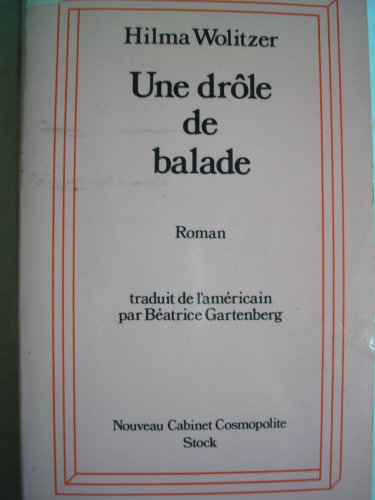 Hilma Wolitzer
Une drôle
de
balade
Roman
traduit de l'américain
par Béatrice Gartenberg
Nouveau Cabinet Cosmopolite
Stock